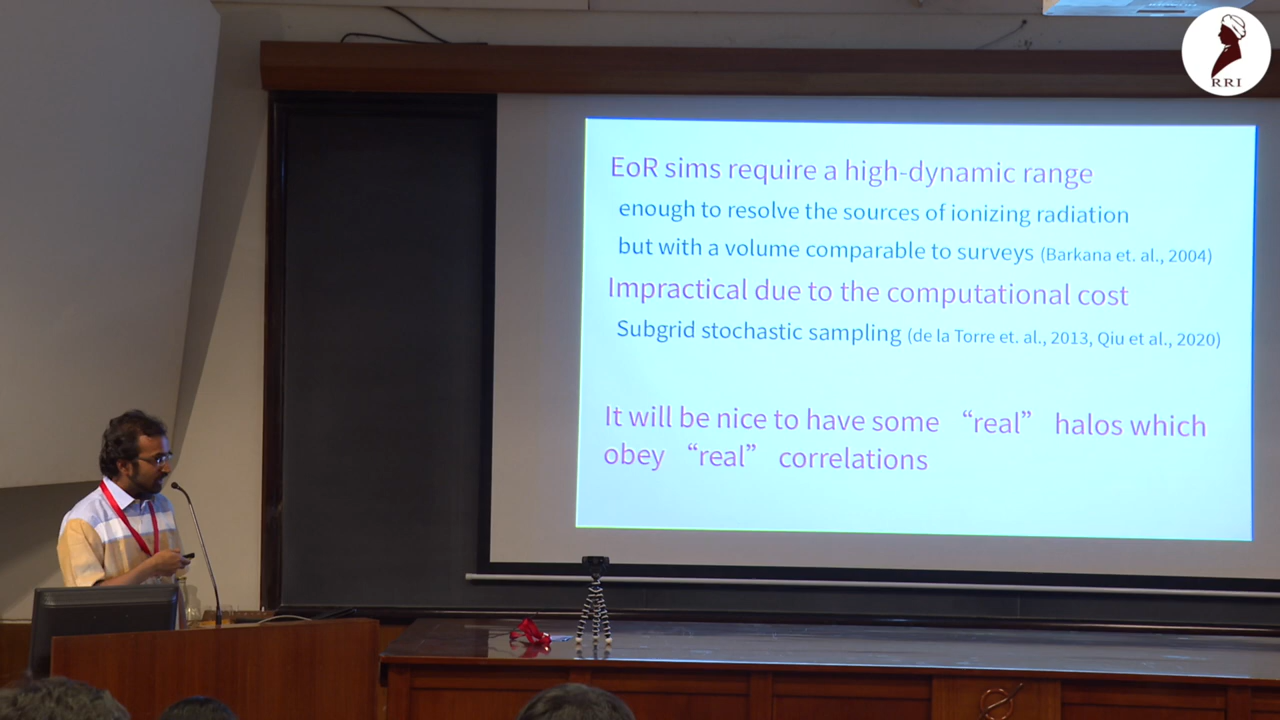 RRI
EoR sims require a high-dynamic range
enough to resolve the sources of ionizing radiation
but with a volume comparable to surveys (Barkana et. al., 2004)
Impractical due to the computational cost
Subgrid stochastic sampling (de la Torre et. al., 2013, Qiu et al., 2020)
It will be nice to have some “real” halos which
obey “real” correlations